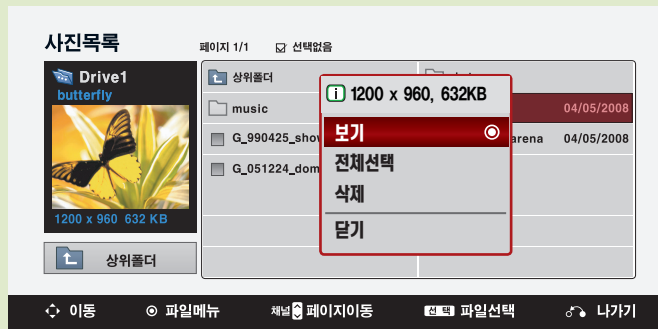 사진목록
페이지 1/1 선택없음
Drive1
butterfly
1200 x 960 632 KB
상위폴더
상위폴더
music
G_990425_show
G_051224_dom
04/05/2008
arena 04/05/2008
1200 x 960, 632KB
보기
전체선택
삭제
닫기
이동 파일메뉴 채널 페이지이동 선 택 파일선택 나가기